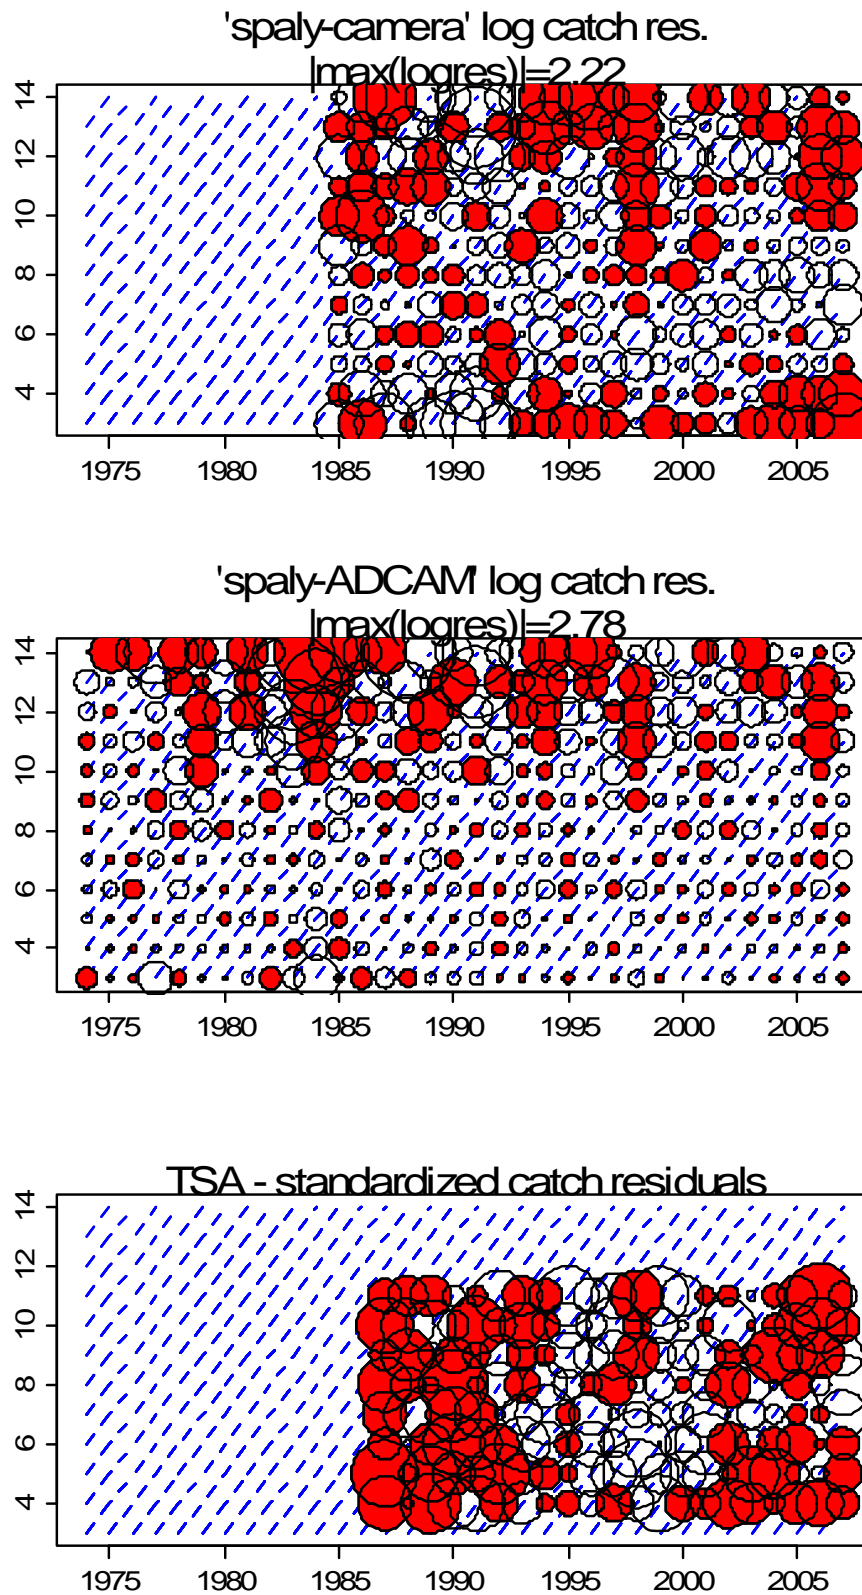 'spaly-camera' log catch res.
|max(logres)|=2.22
14
12
10
8
6
4
1975 1980 1985 1990 1995 2000 2005
'spaly-ADCAM' log catch res.
|max(logres)|=2.78
14
12
10
8
6
4
1975 1980 1985 1990 1995 2000 2005
TSA - standardized catch residuals
14
12
10
8
6
4
1975 1980 1985 1990 1995 2000 2005